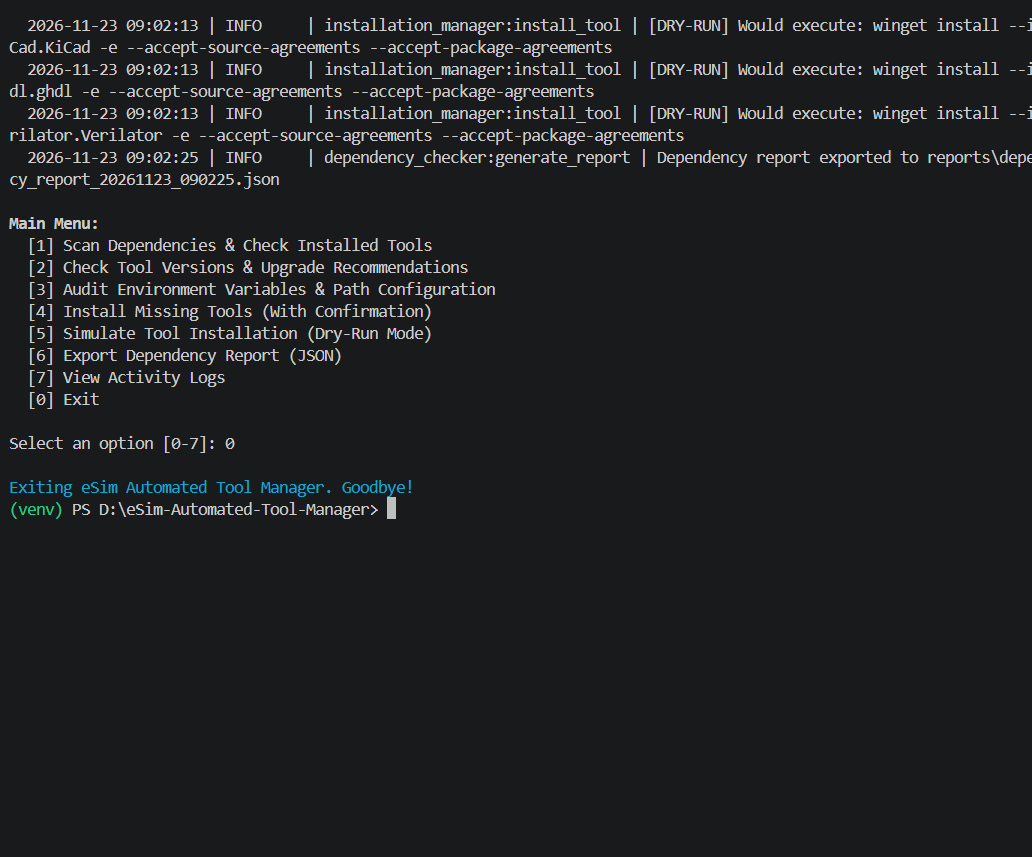 2026-11-23 09:02:13 | INFO     | installation_manager:install_tool | [DRY-RUN] Would execute: winget install --i
Cad.KiCad -e --accept-source-agreements --accept-package-agreements
2026-11-23 09:02:13 | INFO     | installation_manager:install_tool | [DRY-RUN] Would execute: winget install --i
dl.ghdl -e --accept-source-agreements --accept-package-agreements
2026-11-23 09:02:13 | INFO     | installation_manager:install_tool | [DRY-RUN] Would execute: winget install --i
rilator.Verilator -e --accept-source-agreements --accept-package-agreements
2026-11-23 09:02:25 | INFO     | dependency_checker:generate_report | Dependency report exported to reports\depe
cy_report_20261123_090225.json
Main Menu:
[1] Scan Dependencies & Check Installed Tools
[2] Check Tool Versions & Upgrade Recommendations
[3] Audit Environment Variables & Path Configuration
[4] Install Missing Tools (With Confirmation)
[5] Simulate Tool Installation (Dry-Run Mode)
[6] Export Dependency Report (JSON)
[7] View Activity Logs
[0] Exit
Select an option [0-7]: 0
Exiting eSim Automated Tool Manager. Goodbye!
(venv) PS D:\eSim-Automated-Tool-Manager>